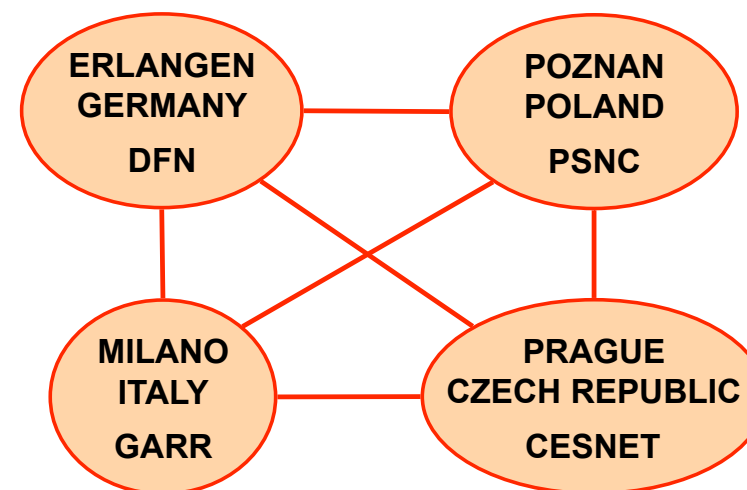 ERLANGEN
GERMANY
DFN
POZNAN
POLAND
PSNC
MILANO
ITALY
GARR
PRAGUE
CZECH REPUBLIC
CESNET